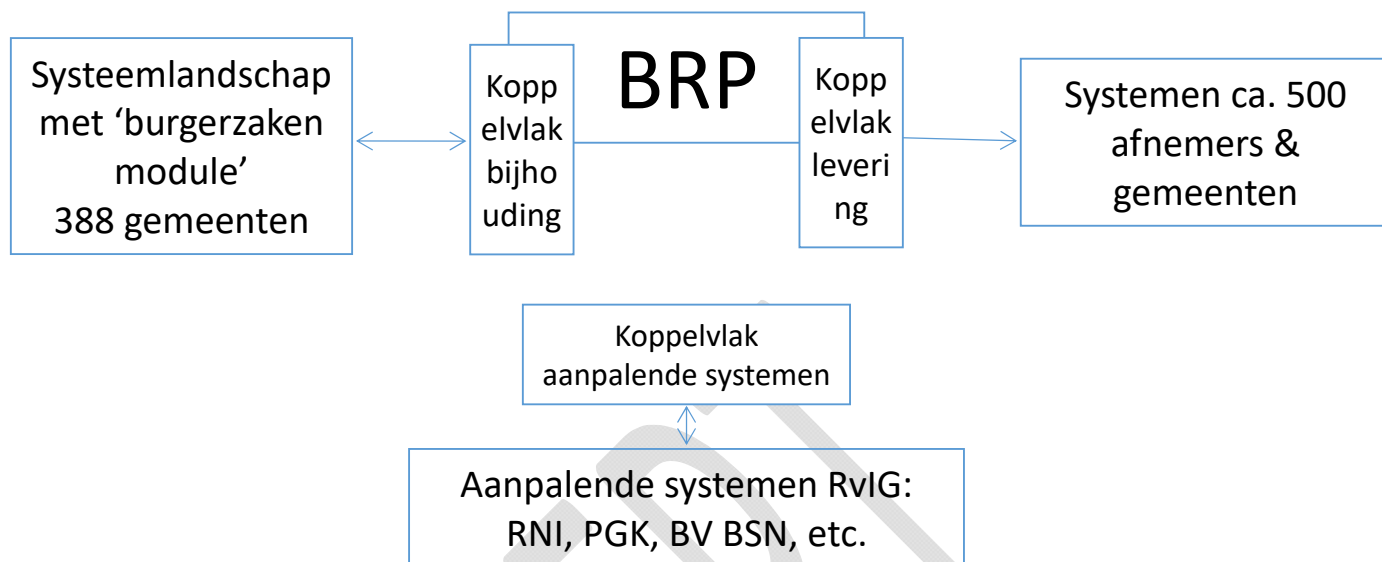 Systeemlandschap
met ‘burgerzaken
module’
388 gemeenten
Kopp
elvlak
bijho
uding
BRP
Kopp
elvlak
leveri
ng
Systemen ca. 500
afnemers &
gemeenten
Koppelvlak
aanpalende systemen
Aanpalende systemen RvIG:
RNI, PGK, BV BSN, etc.